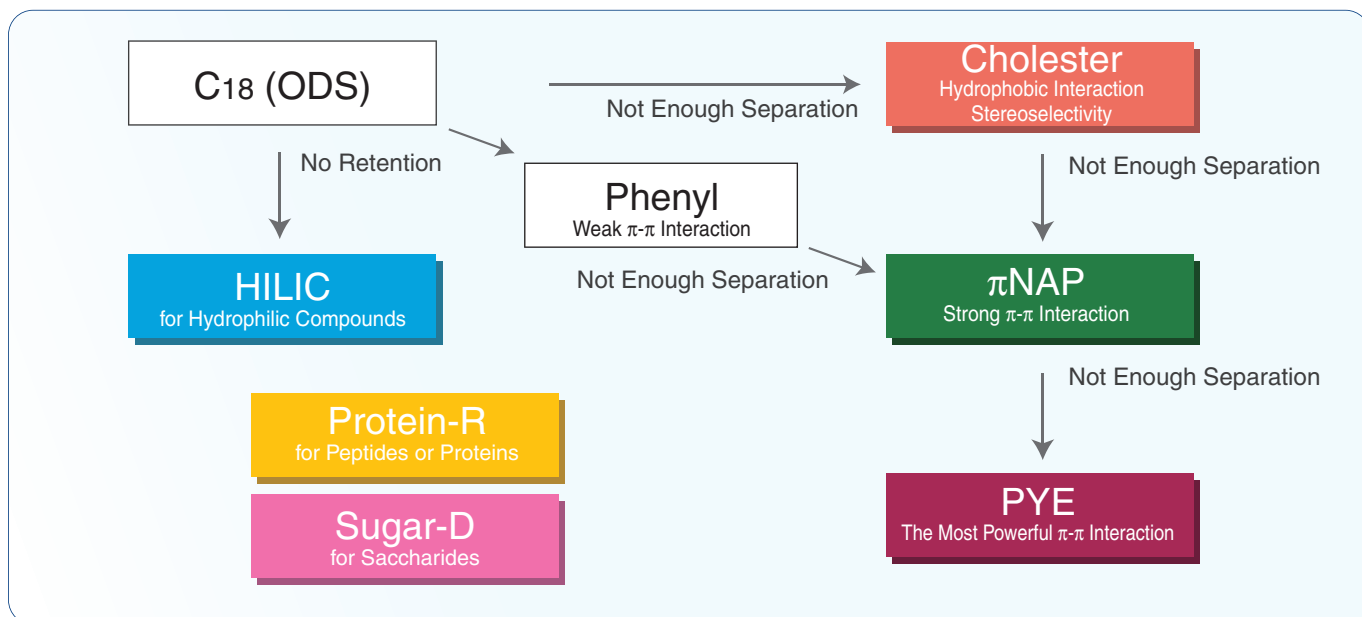 C18 (ODS)
Not Enough Separation
Cholester
Hydrophobic Interaction
Stereoselectivity
No Retention
Phenyl
Weak π-π Interaction
Not Enough Separation
Not Enough Separation
HILIC
for Hydrophilic Compounds
πNAP
Strong π-π Interaction
Not Enough Separation
Protein-R
for Peptides or Proteins
Sugar-D
for Saccharides
PYE
The Most Powerful π-π Interaction